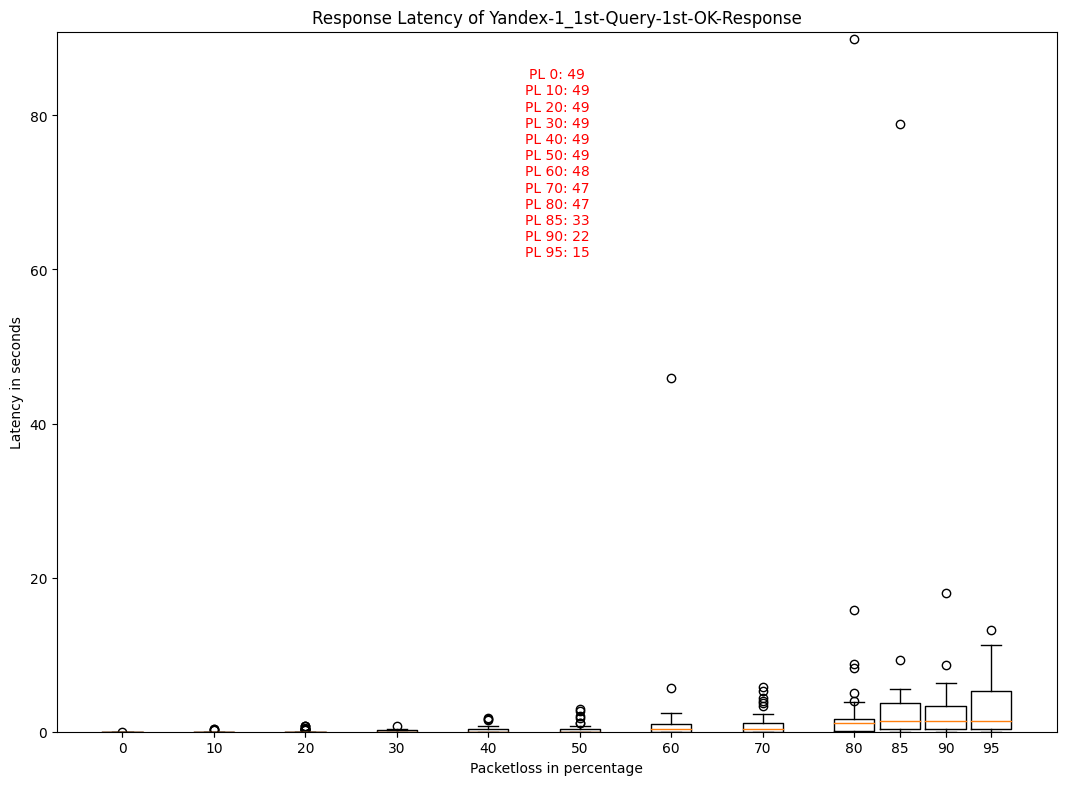 Response Latency of Yandex-1_1st-Query-1st-OK-Response
PL 0: 49
PL 10: 49
PL 20: 49
PL 30: 49
PL 40: 49
PL 50: 49
PL 60: 48
PL 70: 47
PL 80: 47
PL 85: 33
PL 90: 22
PL 95: 15
Latency in seconds
80
60
40
20
0
0 10 20 30 40 50 60 70 80 85 90 95
Packetloss in percentage